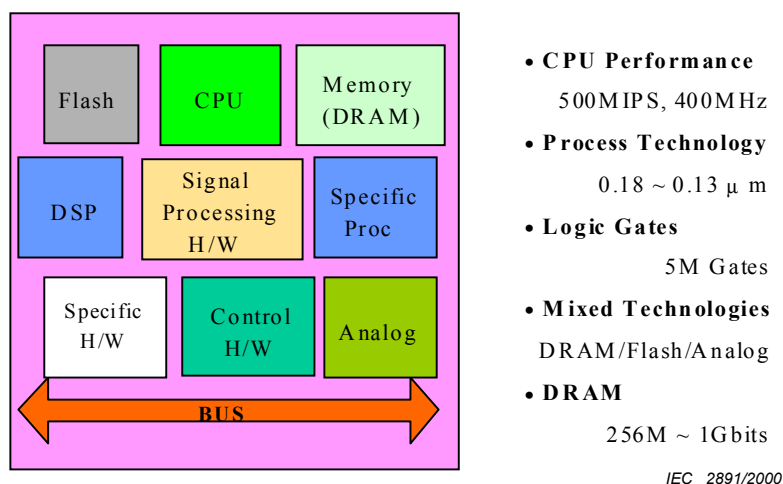 Flash
CPU
Memory
(DRAM)
DSP
Signal
Processing
H/W
Specific
Proc
Specific
H/W
Control
H/W
Analog
BUS
• CPU Performance
500MIPS, 400MHz
• Process Technology
0.18 ~ 0.13 μ m
• Logic Gates
5M Gates
• Mixed Technologies
DRAM/Flash/Analog
• DRAM
256M ~ 1Gbits
IEC 2891/2000